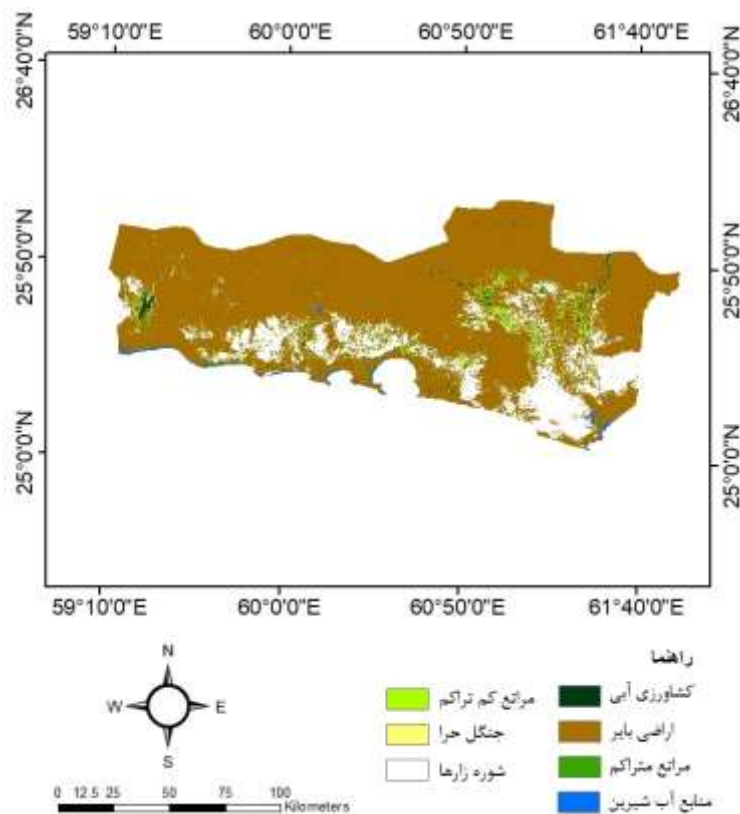 59°10'0"E 60°0'0"E 60°50'0"E 61°40'0"E
26°40'0"N 26°40'0"N
25°50'0"N 25°50'0"N
25°0'0"N 25°0'0"N
59°10'0"E 60°0'0"E 60°50'0"E 61°40'0"E
راهنما
کشاورزی آبی
اراضی بایر
مراتع متراکم
منابع آب شیرین
مراتع کم تراکم
جنگل حرا
شوره زارها
N
W E
S
0 12.5 25 50 75 100
Kilometers